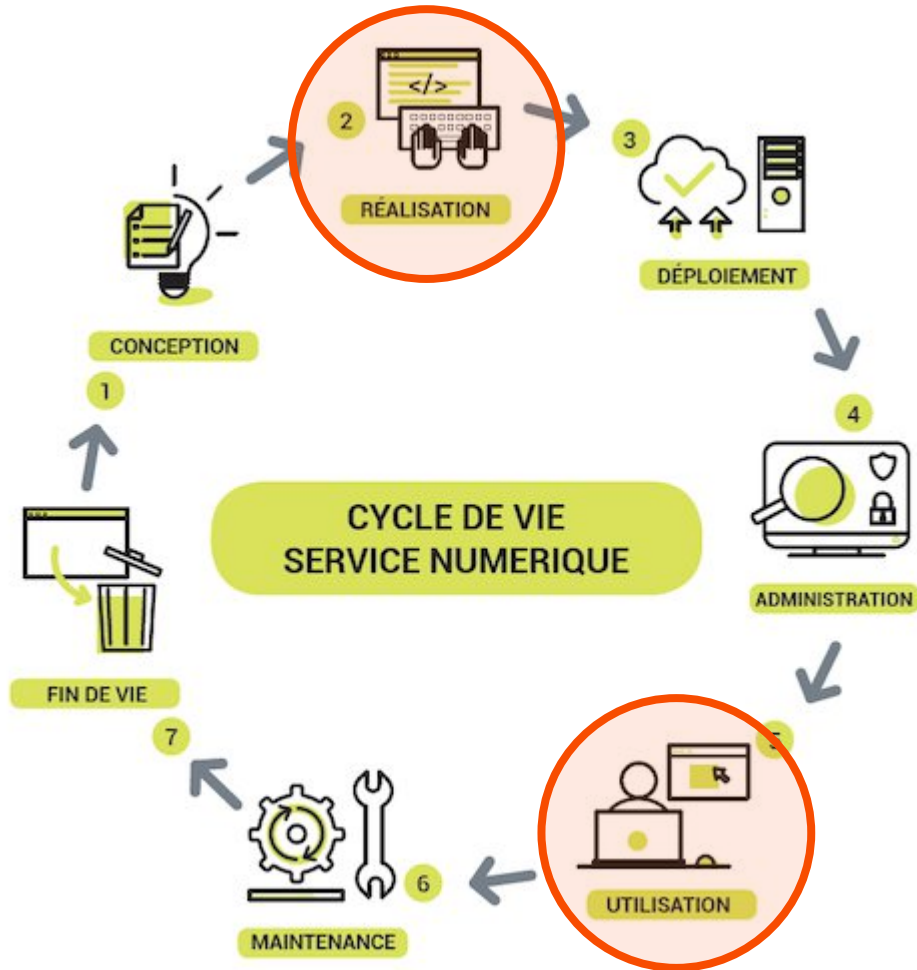 2
</>
RÉALISATION
3
DÉPLOIEMENT
CONCEPTION
1
4
CYCLE DE VIE
SERVICE NUMERIQUE
ADMINISTRATION
FIN DE VIE
7
5
UTILISATION
6
MAINTENANCE